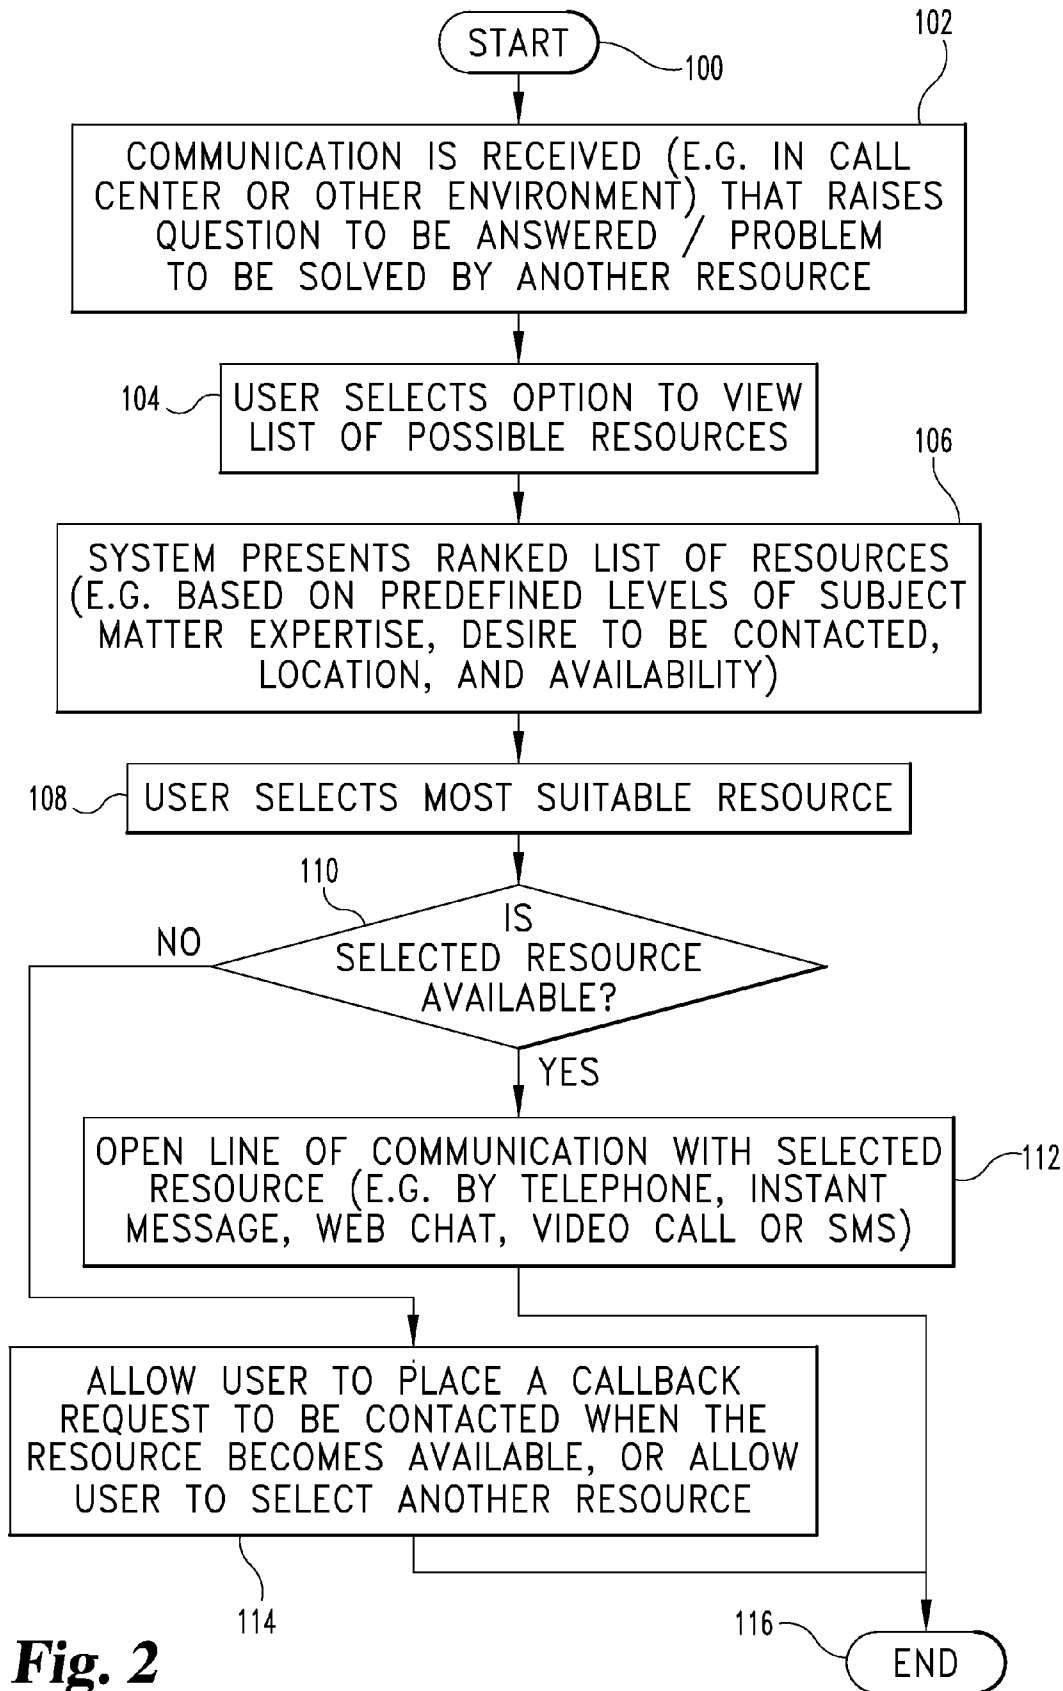 START
100
102
COMMUNICATION IS RECEIVED (E.G. IN CALL
CENTER OR OTHER ENVIRONMENT) THAT RAISES
QUESTION TO BE ANSWERED / PROBLEM
TO BE SOLVED BY ANOTHER RESOURCE
104
USER SELECTS OPTION TO VIEW
LIST OF POSSIBLE RESOURCES
106
SYSTEM PRESENTS RANKED LIST OF RESOURCES
(E.G. BASED ON PREDEFINED LEVELS OF SUBJECT
MATTER EXPERTISE, DESIRE TO BE CONTACTED,
LOCATION, AND AVAILABILITY)
108
USER SELECTS MOST SUITABLE RESOURCE
110
IS
SELECTED RESOURCE
AVAILABLE?
NO
YES
OPEN LINE OF COMMUNICATION WITH SELECTED
RESOURCE (E.G. BY TELEPHONE, INSTANT
MESSAGE, WEB CHAT, VIDEO CALL OR SMS)
112
ALLOW USER TO PLACE A CALLBACK
REQUEST TO BE CONTACTED WHEN THE
RESOURCE BECOMES AVAILABLE, OR ALLOW
USER TO SELECT ANOTHER RESOURCE
114
116
END
Fig. 2